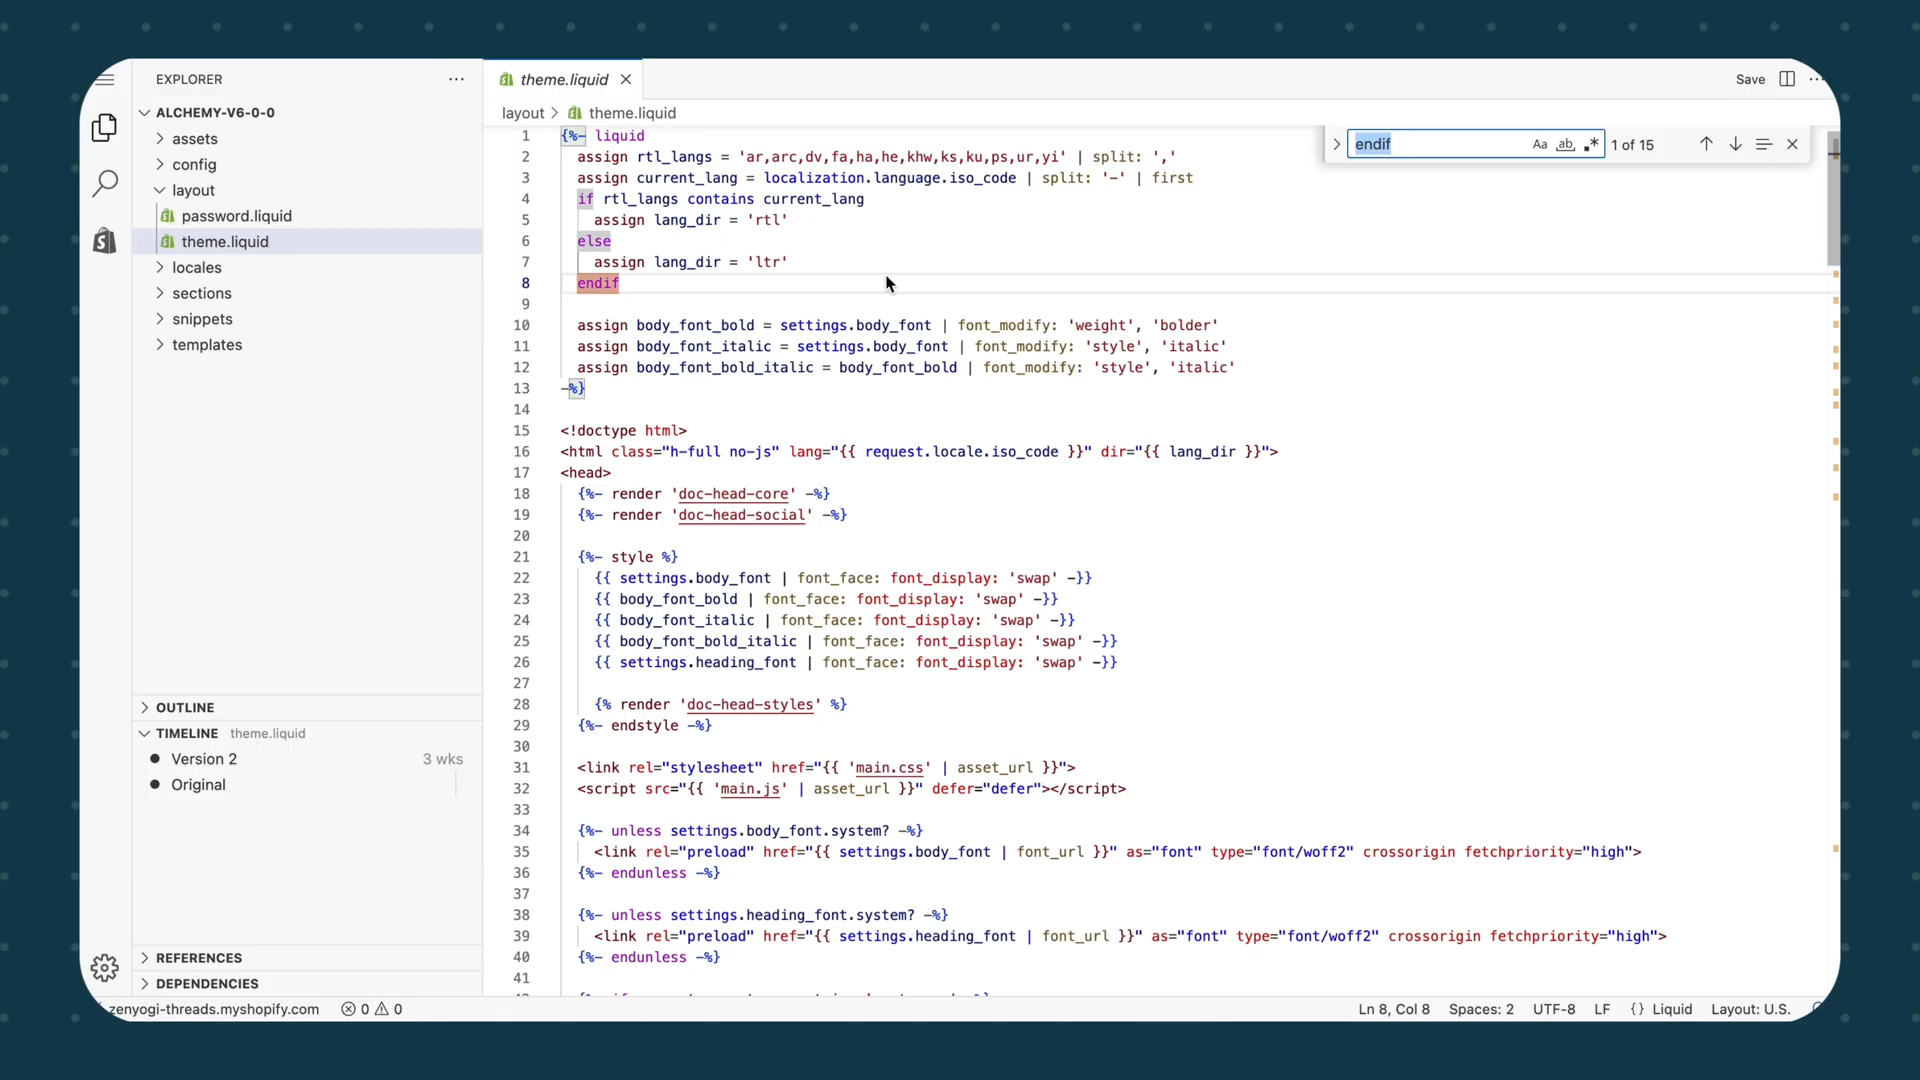 EXPLORER
ALCHEMY-V6-0-0
assets
config
layout
password.liquid
theme.liquid
locales
sections
snippets
templates
OUTLINE
TIMELINE theme.liquid
Version 2 3 wks
Original
REFERENCES
DEPENDENCIES
theme.liquid
Save
layout > theme.liquid
endif Aa ab 1 of 15
1 {%- liquid
2 assign rtl_langs = 'ar,arc,dv,fa,ha,he,khw,ks,ku,ps,ur,yi' | split: ','
3 assign current_lang = localization.language.iso_code | split: '-' | first
4 if rtl_langs contains current_lang
5 assign lang_dir = 'rtl'
6 else
7 assign lang_dir = 'ltr'
8 endif
9
10 assign body_font_bold = settings.body_font | font_modify: 'weight', 'bolder'
11 assign body_font_italic = settings.body_font | font_modify: 'style', 'italic'
12 assign body_font_bold_italic = body_font_bold | font_modify: 'style', 'italic'
13 -%}
14
15 <!doctype html>
16 <html class="h-full no-js" lang="{{ request.locale.iso_code }}" dir="{{ lang_dir }}">
17 <head>
18 {%- render 'doc-head-core' -%}
19 {%- render 'doc-head-social' -%}
20
21 {%- style %}
22 {{ settings.body_font | font_face: font_display: 'swap' -}}
23 {{ body_font_bold | font_face: font_display: 'swap' -}}
24 {{ body_font_italic | font_face: font_display: 'swap' -}}
25 {{ body_font_bold_italic | font_face: font_display: 'swap' -}}
26 {{ settings.heading_font | font_face: font_display: 'swap' -}}
27
28 {% render 'doc-head-styles' %}
29 {%- endstyle -%}
30
31 <link rel="stylesheet" href="{{ 'main.css' | asset_url }}">
32 <script src="{{ 'main.js' | asset_url }}" defer="defer"></script>
33
34 {%- unless settings.body_font.system? -%}
35 <link rel="preload" href="{{ settings.body_font | font_url }}" as="font" type="font/woff2" crossorigin fetchpriority="high">
36 {%- endunless -%}
37
38 {%- unless settings.heading_font.system? -%}
39 <link rel="preload" href="{{ settings.heading_font | font_url }}" as="font" type="font/woff2" crossorigin fetchpriority="high">
40 {%- endunless -%}
41
zenyogi-threads.myshopify.com 0 0
Ln 8, Col 8 Spaces: 2 UTF-8 LF {} Liquid Layout: U.S.